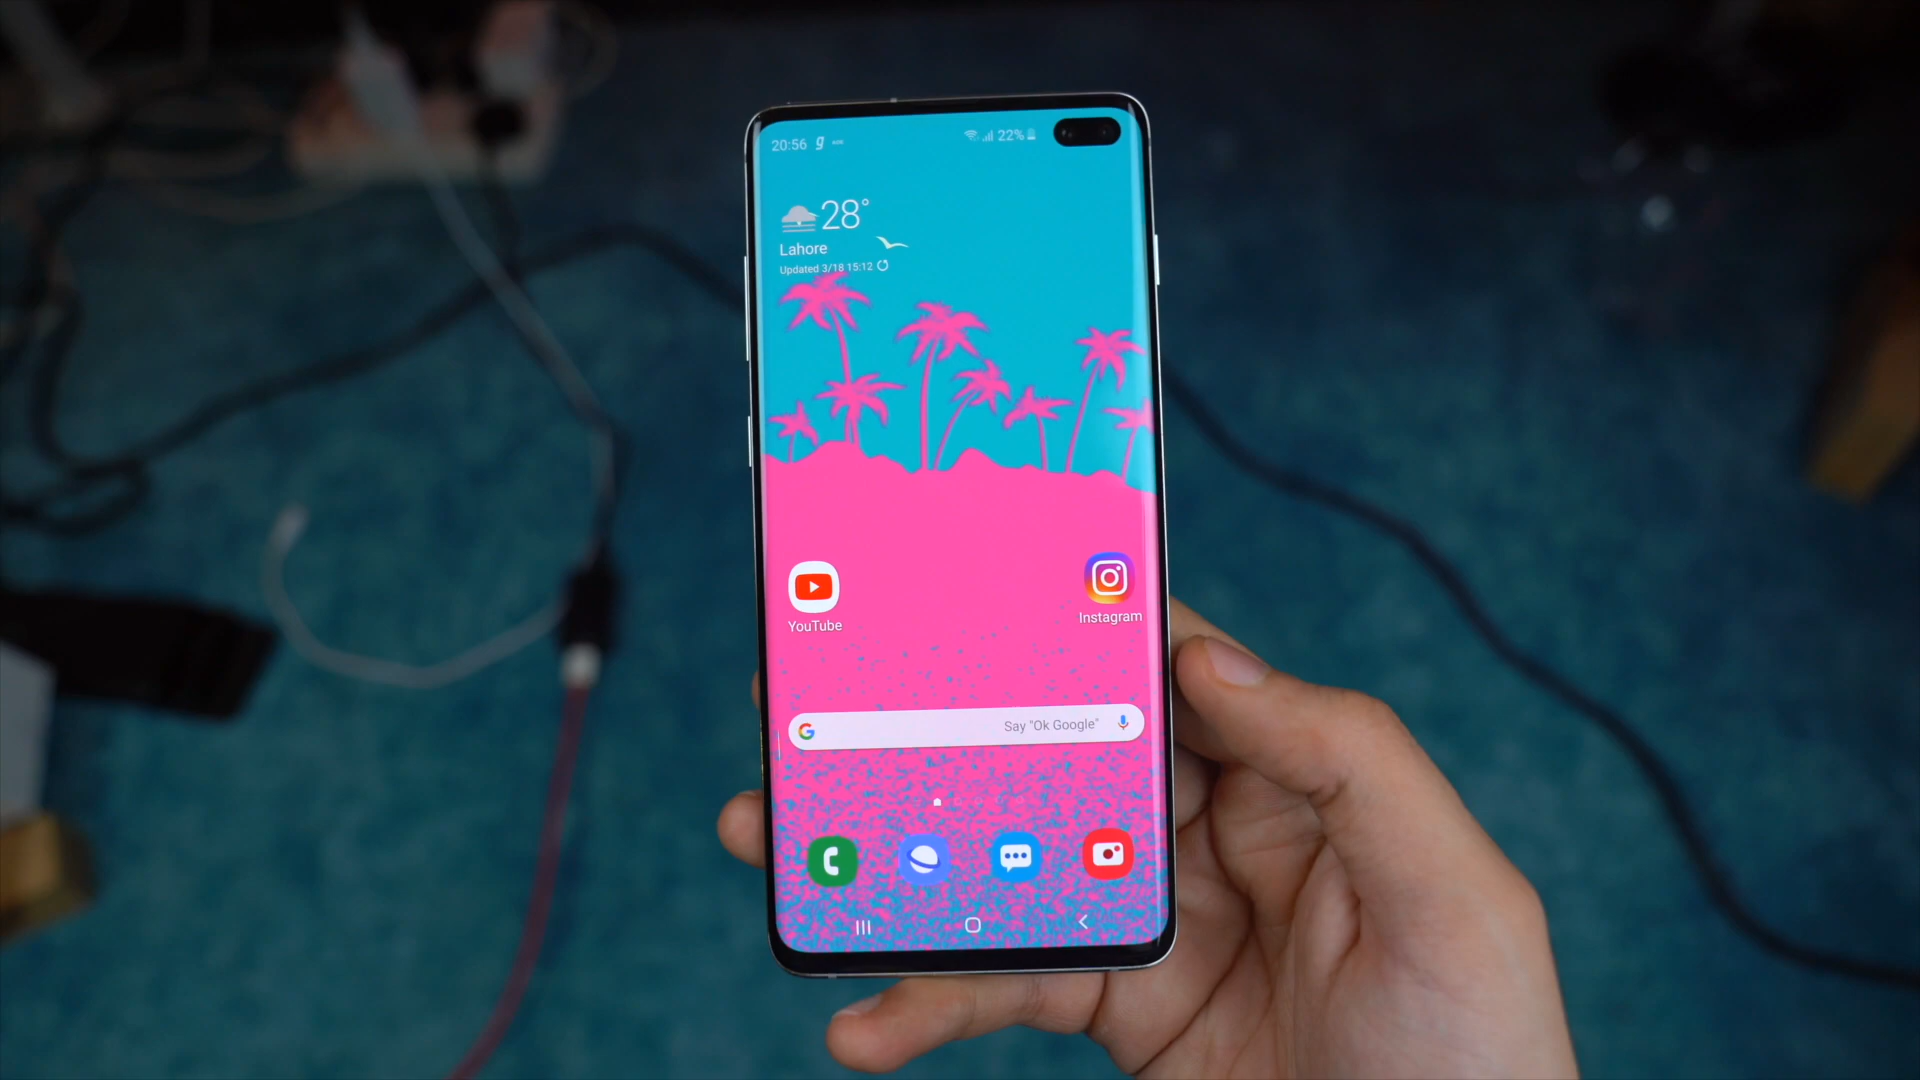 20:56 g 22%
28°
Lahore
Updated 3/18 15:12
YouTube
Instagram
G Say "Ok Google"